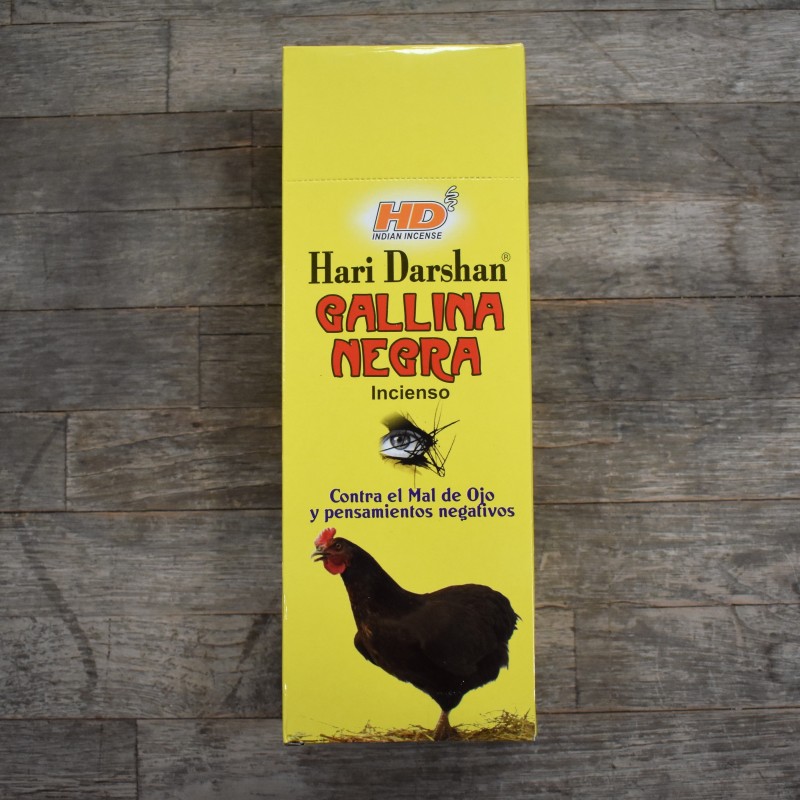 HD
INDIAN INCENSE
Hari Darshan®
GALLINA
NEGRA
Incienso
Contra el Mal de Ojo
y pensamientos negativos